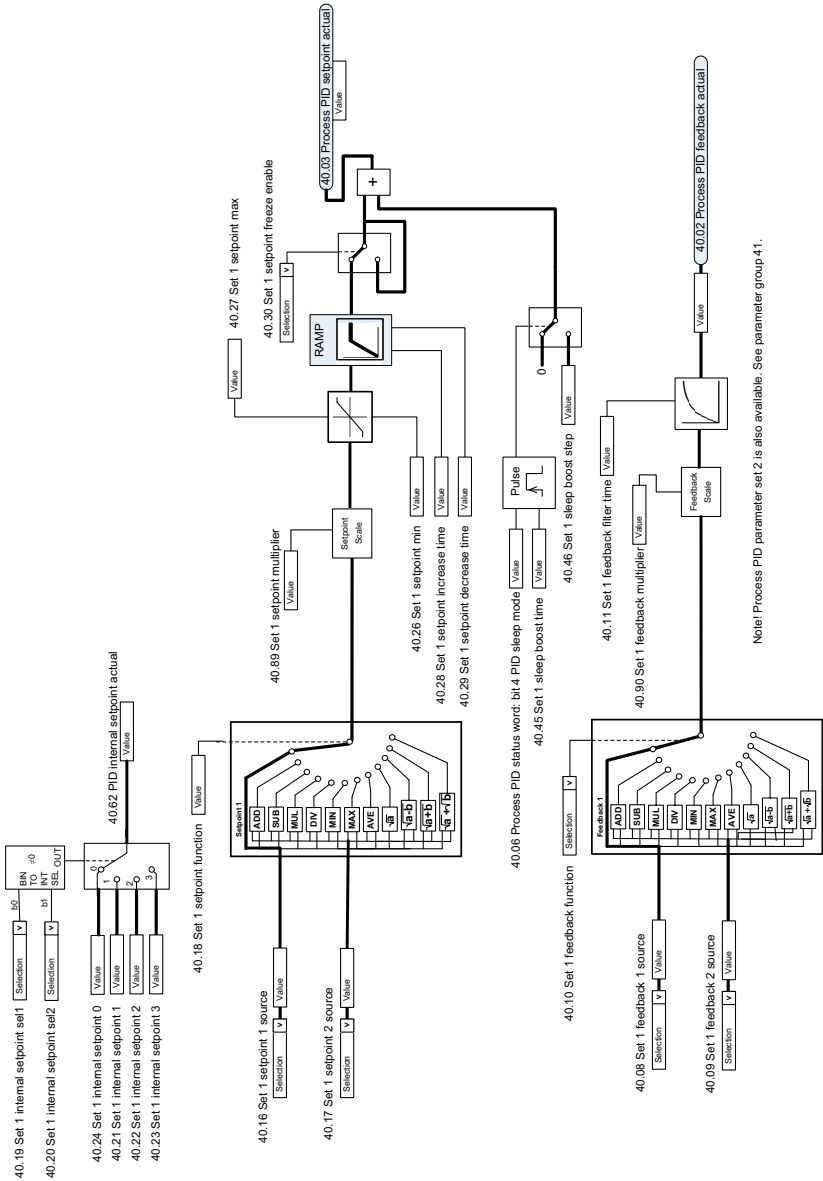 40.19 Set 1 internal setpoint sel1
Selection
v
b0
40.20 Set 1 internal setpoint sel2
Selection
v
b1
BIN
TO
INT
SEL
≠0
OUT
40.24 Set 1 internal setpoint 0
Value
0
40.21 Set 1 internal setpoint 1
Value
1
40.22 Set 1 internal setpoint 2
Value
2
40.23 Set 1 internal setpoint 3
Value
3
40.62 PID internal setpoint actual
Value
40.18 Set 1 setpoint function
Value
40.16 Set 1 setpoint 1 source
Selection
v
Value
40.17 Set 1 setpoint 2 source
Selection
v
Value
Setpoint 1
ADD
SUB
MUL
DIV
MIN
MAX
AVE
√a
√a-b
√a+b
√a + √b
40.89 Set 1 setpoint multiplier
Value
Setpoint
Scale
40.27 Set 1 setpoint max
Value
40.26 Set 1 setpoint min
Value
40.28 Set 1 setpoint increase time
Value
40.29 Set 1 setpoint decrease time
Value
RAMP
40.30 Set 1 setpoint freeze enable
Selection
v
+
40.03 Process PID setpoint actual
Value
40.06 Process PID status word: bit 4 PID sleep mode
Value
40.45 Set 1 sleep boost time
Value
Pulse
0
40.46 Set 1 sleep boost step
Value
40.10 Set 1 feedback function
Selection
v
40.08 Set 1 feedback 1 source
Selection
v
Value
40.09 Set 1 feedback 2 source
Selection
v
Value
Feedback 1
ADD
SUB
MUL
DIV
MIN
MAX
AVE
√a
√a-b
√a+b
√a + √b
40.90 Set 1 feedback multiplier
Value
Feedback
Scale
40.11 Set 1 feedback filter time
Value
Value
40.02 Process PID feedback actual
Note! Process PID parameter set 2 is also available. See parameter group 41.